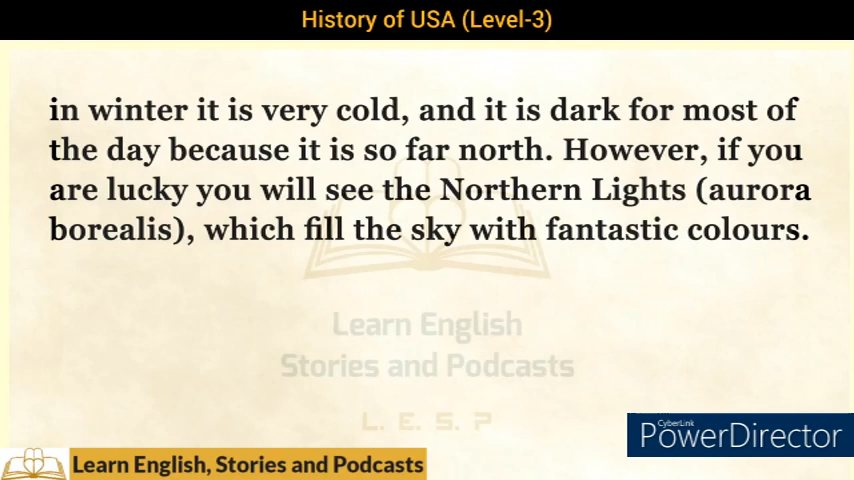 History of USA (Level-3)
in winter it is very cold, and it is dark for most of
the day because it is so far north. However, if you
are lucky you will see the Northern Lights (aurora
borealis), which fill the sky with fantastic colours.
Learn English
Stories and Podcasts
L. E. S. P
CyberLink
PowerDirector
Learn English, Stories and Podcasts